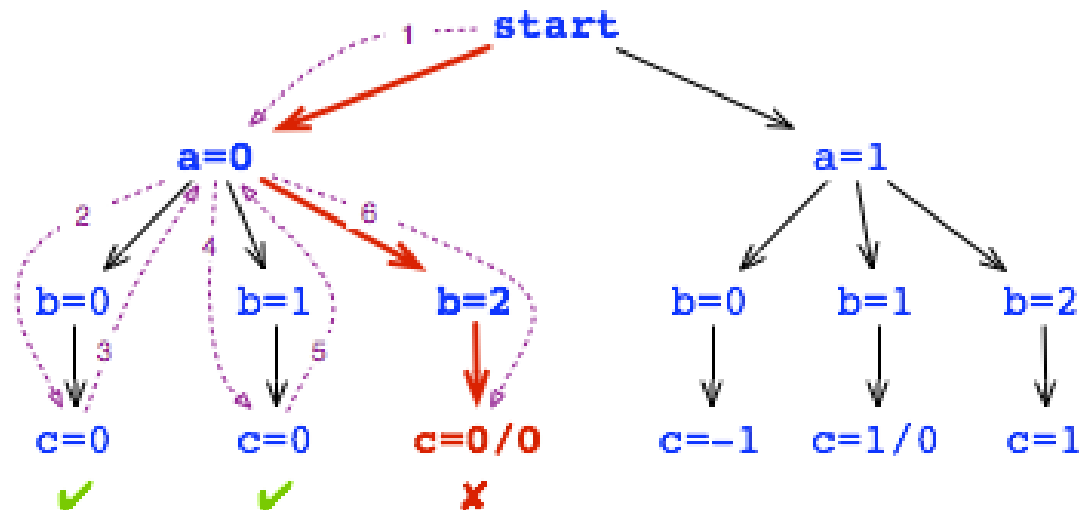 1 start
a=0 a=1
2 6
4
b=0 b=1 b=2 b=0 b=1 b=2
3 5
c=0 c=0 c=0/0 c=-1 c=1/0 c=1
✔ ✔ ✘